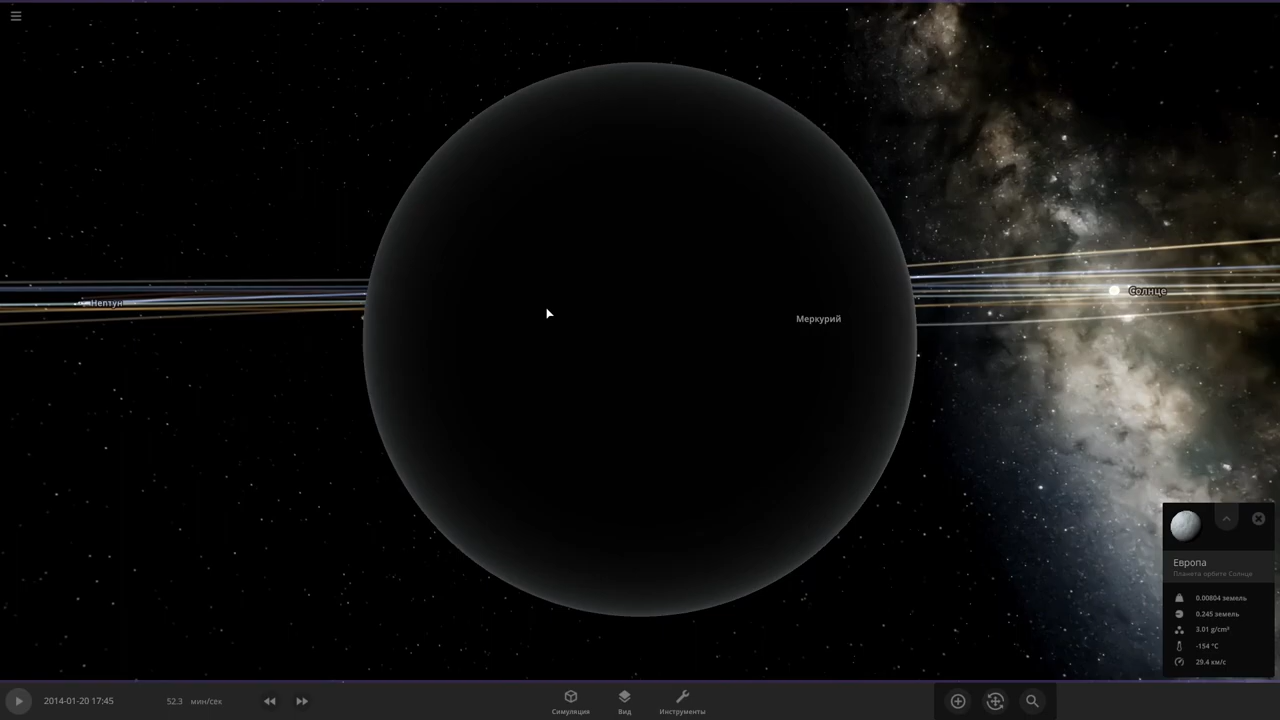 Нептун
Солнце
Меркурий
Европа
Планета орбите Солнце
0.00804 земель
0.245 земель
3.01 g/cm³
-154 °C
29.4 км/с
2014-01-20 17:45
52.3 мин/сек
Симуляция
Вид
Инструменты